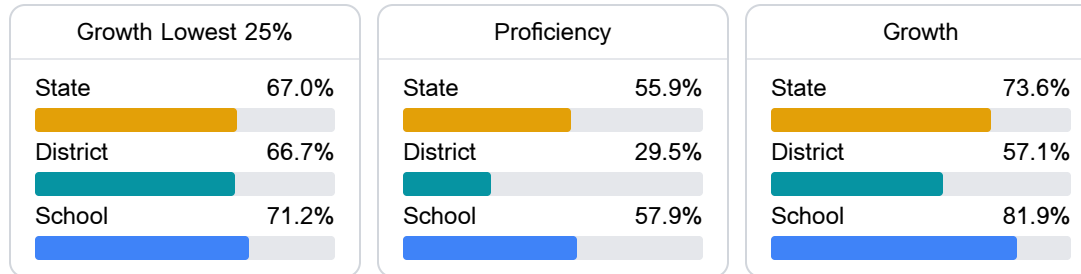 Growth Lowest 25%
State 67.0%
District 66.7%
School 71.2%
Proficiency
State 55.9%
District 29.5%
School 57.9%
Growth
State 73.6%
District 57.1%
School 81.9%